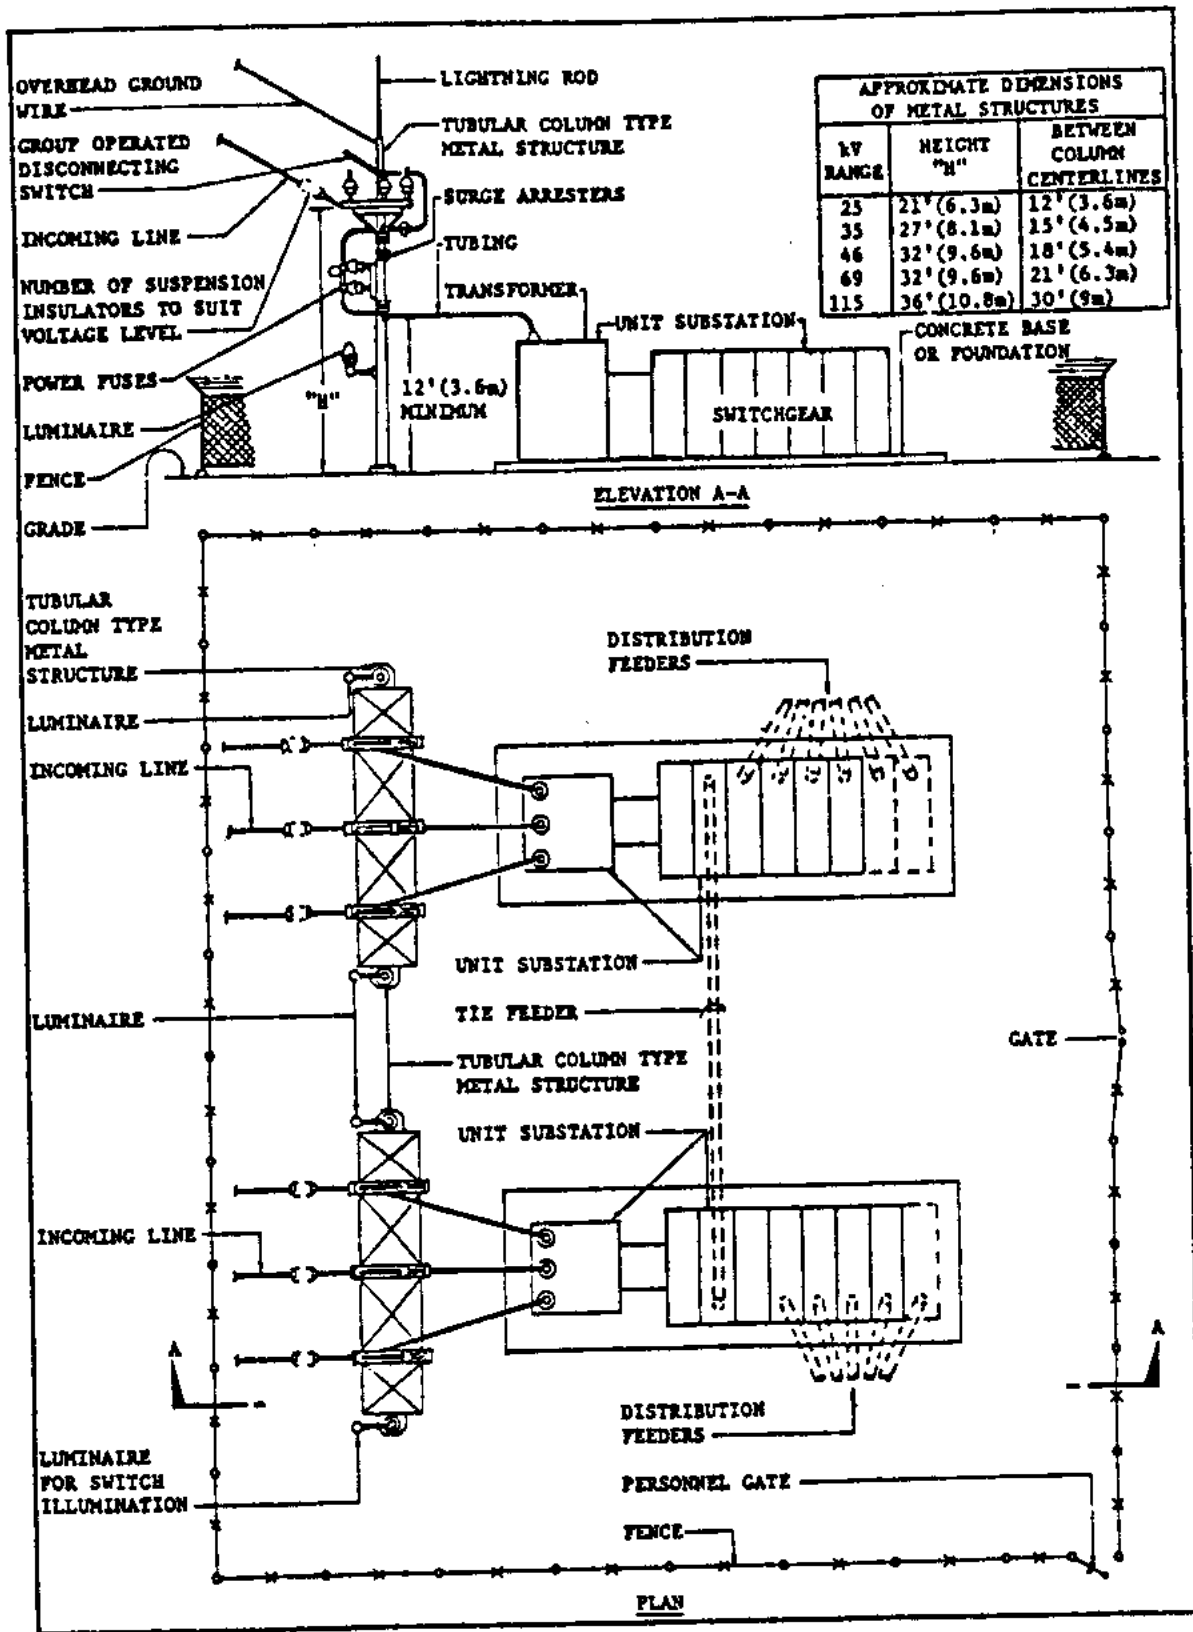 OVERHEAD GROUND
WIRE
GROUP OPERATED
DISCONNECTING
SWITCH
INCOMING LINE
NUMBER OF SUSPENSION
INSULATORS TO SUIT
VOLTAGE LEVEL
POWER FUSES
LUMINAIRE
FENCE
GRADE
LIGHTNING ROD
TUBULAR COLUMN TYPE
METAL STRUCTURE
SURGE ARRESTERS
TUBING
TRANSFORMER
UNIT SUBSTATION
"H"
12'(3.6m)
MINIMUM
SWITCHGEAR
CONCRETE BASE
OR FOUNDATION
APPROXIMATE DIMENSIONS
OF METAL STRUCTURES
kV
RANGE
HEIGHT
"H"
BETWEEN
COLUMN
CENTERLINES
25 21'(6.3m) 12'(3.6m)
35 27'(8.1m) 15'(4.5m)
46 32'(9.6m) 18'(5.4m)
69 32'(9.6m) 21'(6.3m)
115 36'(10.8m) 30'(9m)
ELEVATION A-A
TUBULAR
COLUMN TYPE
METAL
STRUCTURE
LUMINAIRE
INCOMING LINE
DISTRIBUTION
FEEDERS
UNIT SUBSTATION
TIE FEEDER
LUMINAIRE
GATE
TUBULAR COLUMN TYPE
METAL STRUCTURE
UNIT SUBSTATION
INCOMING LINE
A
A
DISTRIBUTION
FEEDERS
LUMINAIRE
FOR SWITCH
ILLUMINATION
PERSONNEL GATE
FENCE
PLAN